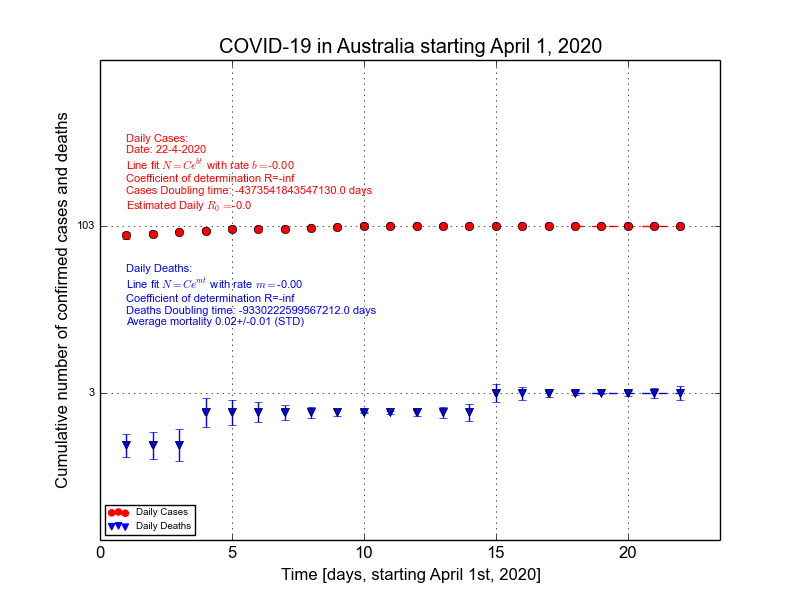 COVID-19 in Australia starting April 1, 2020
Cumulative number of confirmed cases and deaths
Daily Cases:
Date: 22-4-2020
Line fit N = Ce^{bt} with rate b =-0.00
Coefficient of determination R=-inf
Cases Doubling time: -4373541843547130.0 days
Estimated Daily R_0 =-0.0
103
Daily Deaths:
Line fit N = Ce^{mt} with rate m =-0.00
Coefficient of determination R=-inf
Deaths Doubling time: -9330222599567212.0 days
Average mortality 0.02+/-0.01 (STD)
3
Daily Cases
Daily Deaths
0 5 10 15 20
Time [days, starting April 1st, 2020]